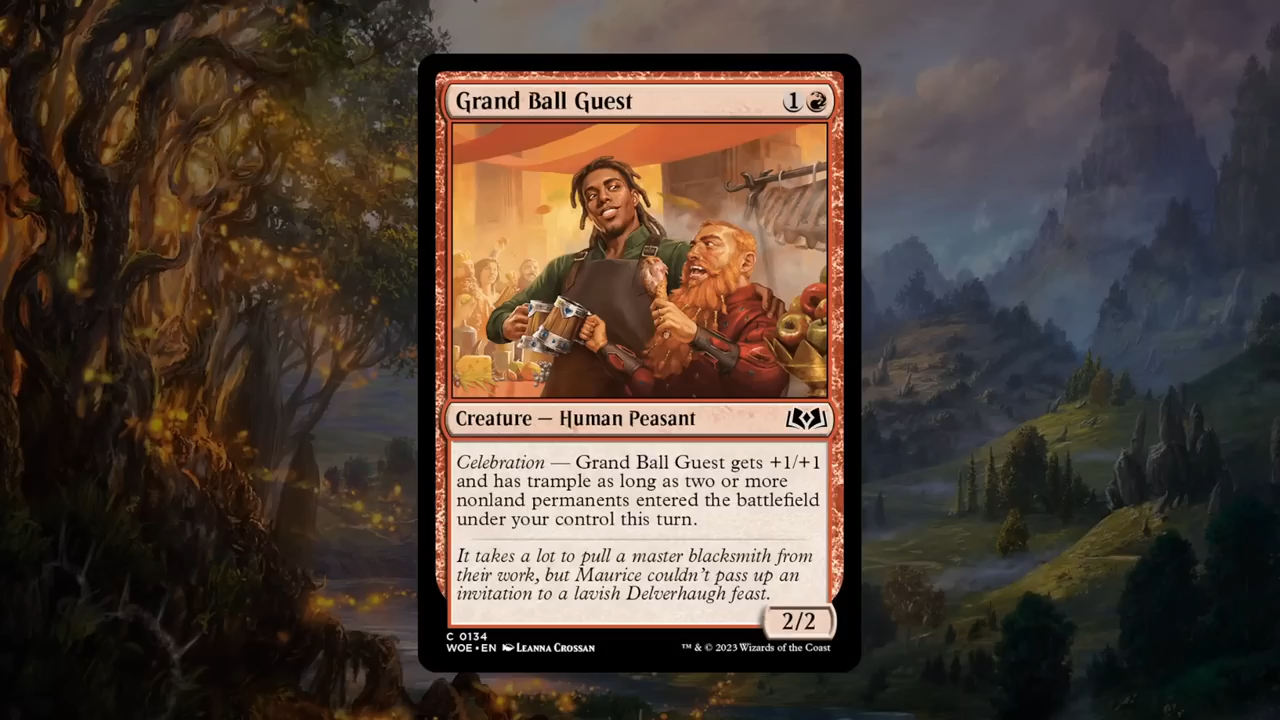 Grand Ball Guest 1
Creature — Human Peasant
Celebration — Grand Ball Guest gets +1/+1
and has trample as long as two or more
nonland permanents entered the battlefield
under your control this turn.
It takes a lot to pull a master blacksmith from
their work, but Maurice couldn't pass up an
invitation to a lavish Delverhaugh feast.
2/2
C 0134
WOE • EN Leanna Crossan ™ & © 2023 Wizards of the Coast